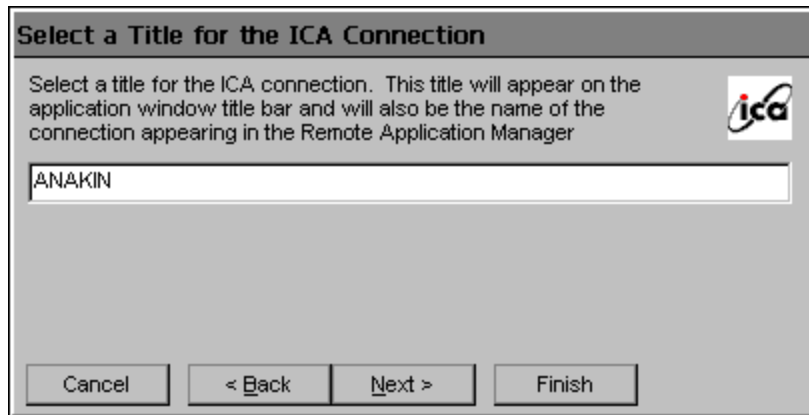 Select a Title for the ICA Connection
Select a title for the ICA connection. This title will appear on the
application window title bar and will also be the name of the
connection appearing in the Remote Application Manager
ica
ANAKIN
Cancel
< Back
Next >
Finish